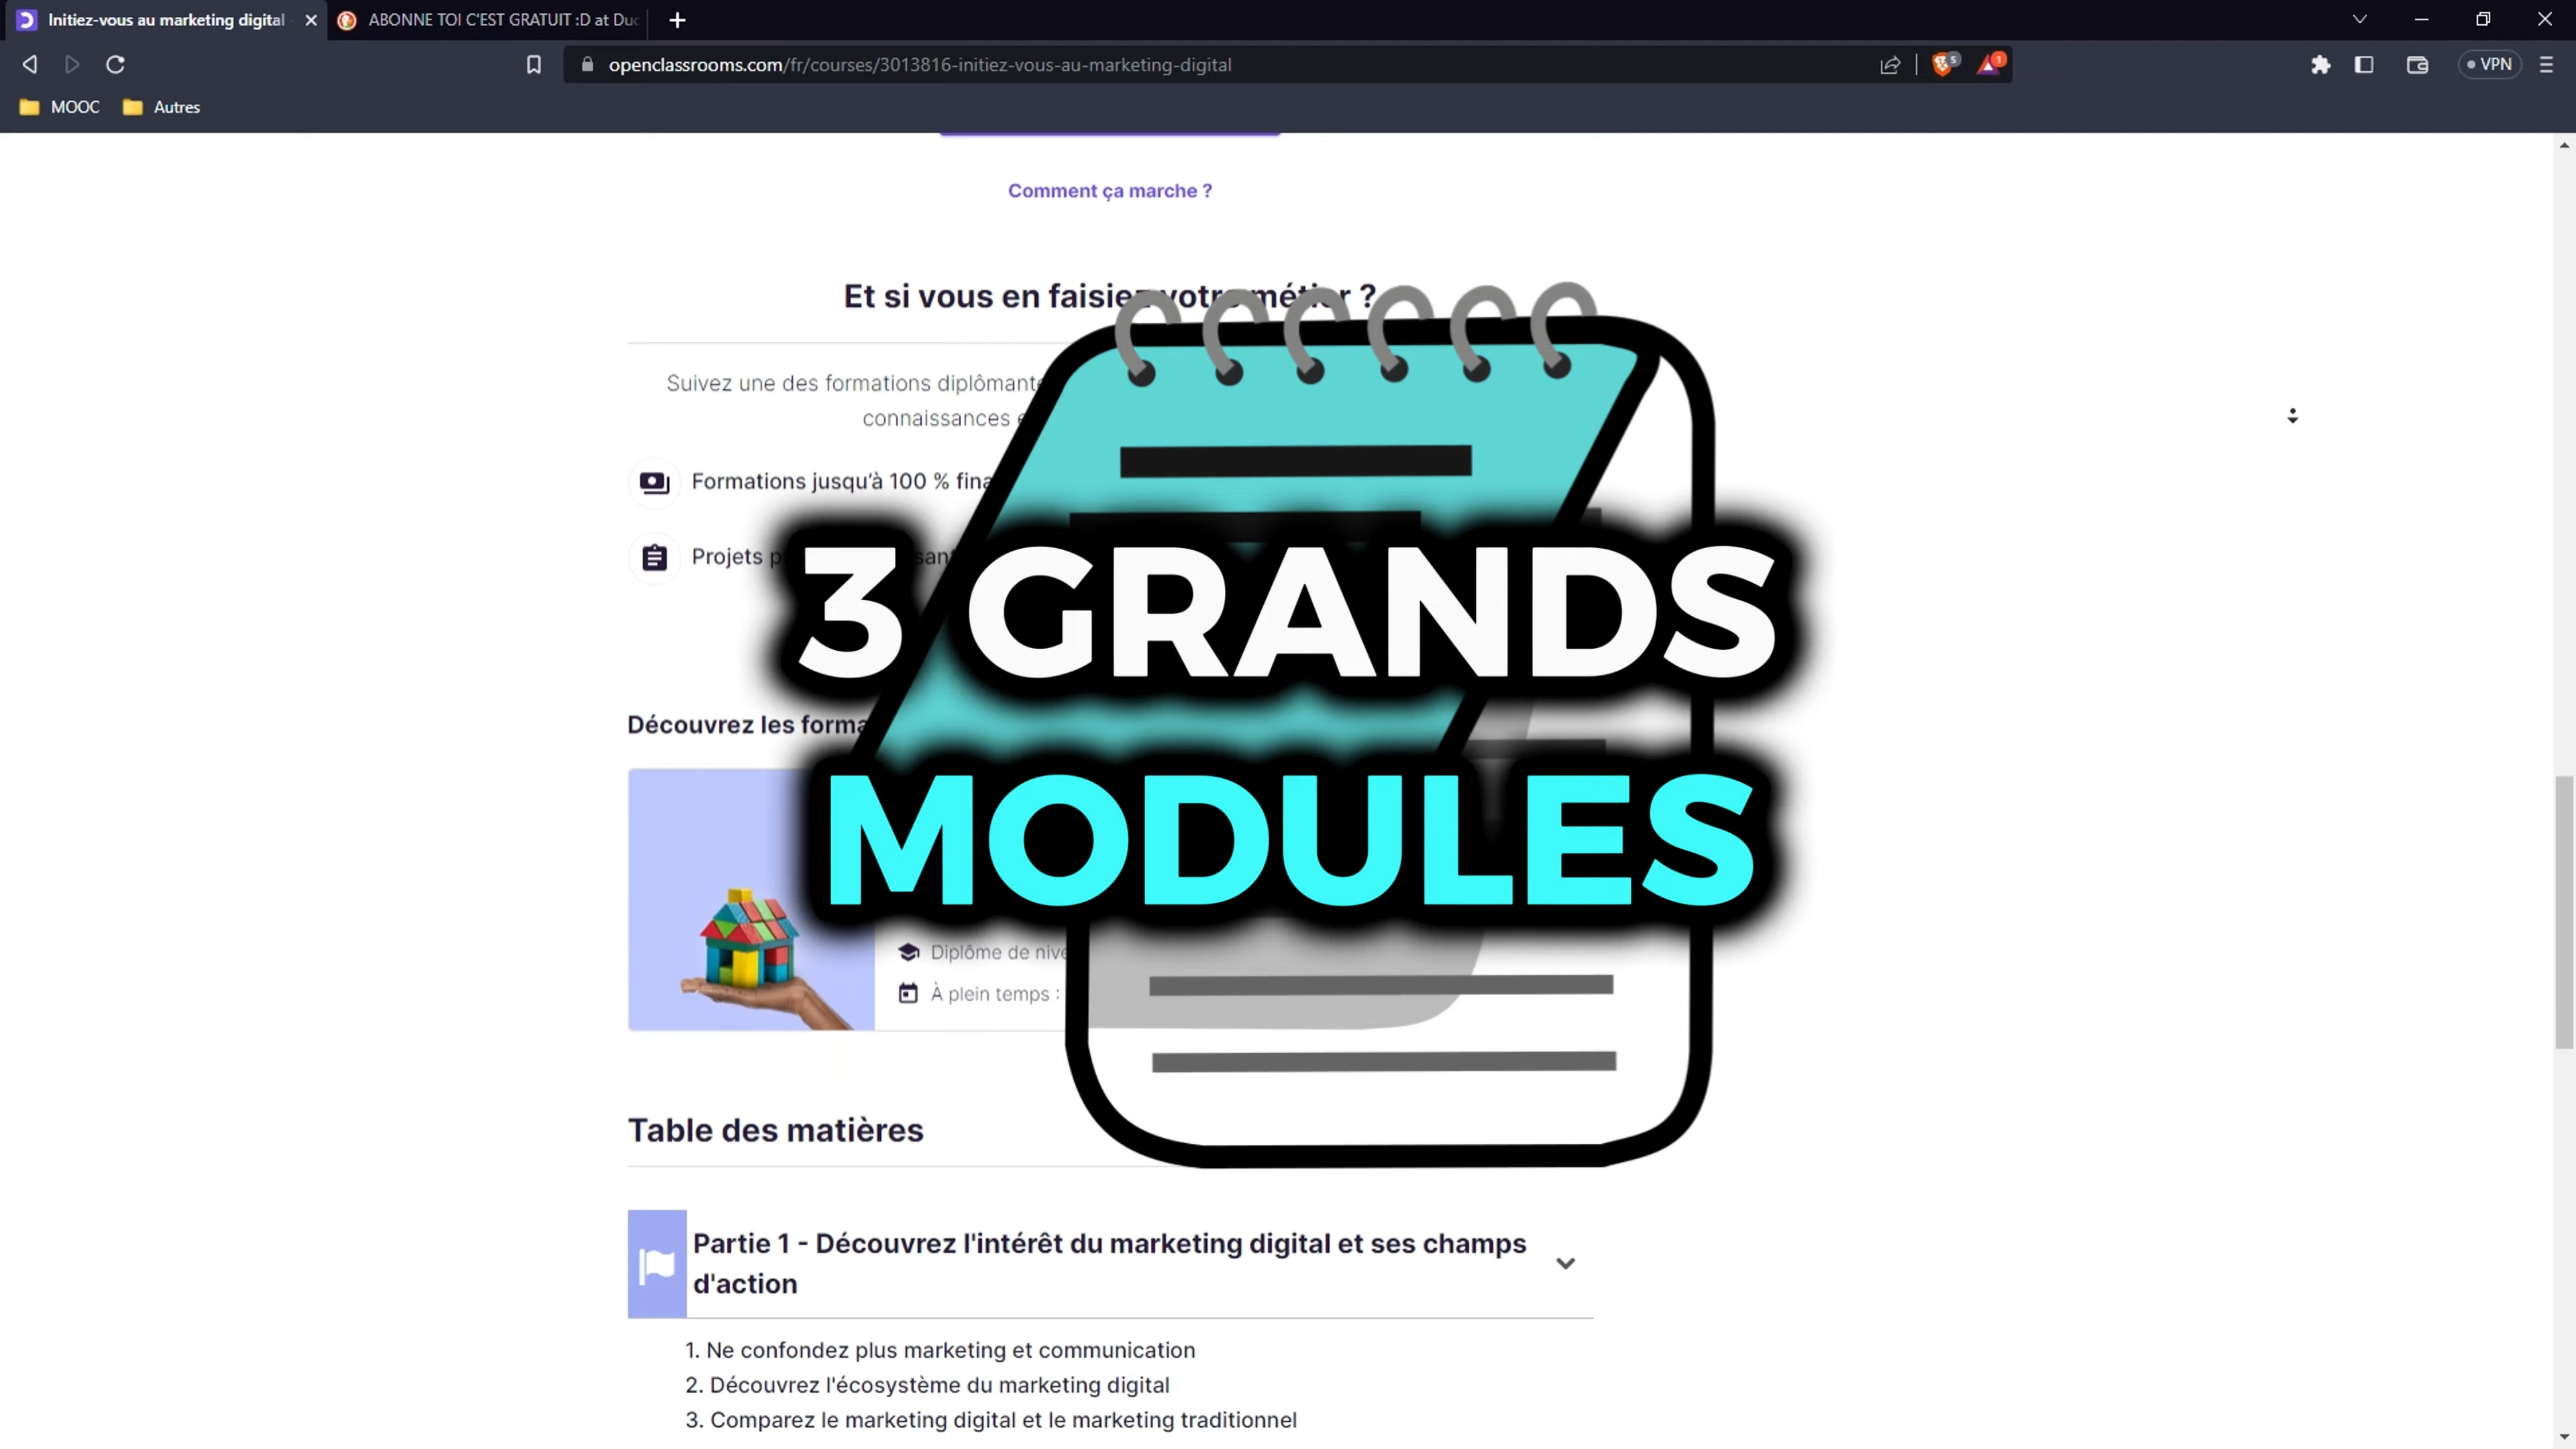 Initiez-vous au marketing digital
ABONNE TOI C'EST GRATUIT :D at Duc
openclassrooms.com/fr/courses/3013816-initiez-vous-au-marketing-digital
5
1
VPN
MOOC
Autres
Comment ça marche ?
Et si vous en faisiez votre métier ?
Suivez une des formations diplômante
connaissances
Formations jusqu'à 100 %
Projets
3 GRANDS
MODULES
Découvrez les
Diplôme de
À plein temps :
Table des matières
Partie 1 - Découvrez l'intérêt du marketing digital et ses champs
d'action
1. Ne confondez plus marketing et communication
2. Découvrez l'écosystème du marketing digital
3. Comparez le marketing digital et le marketing traditionnel